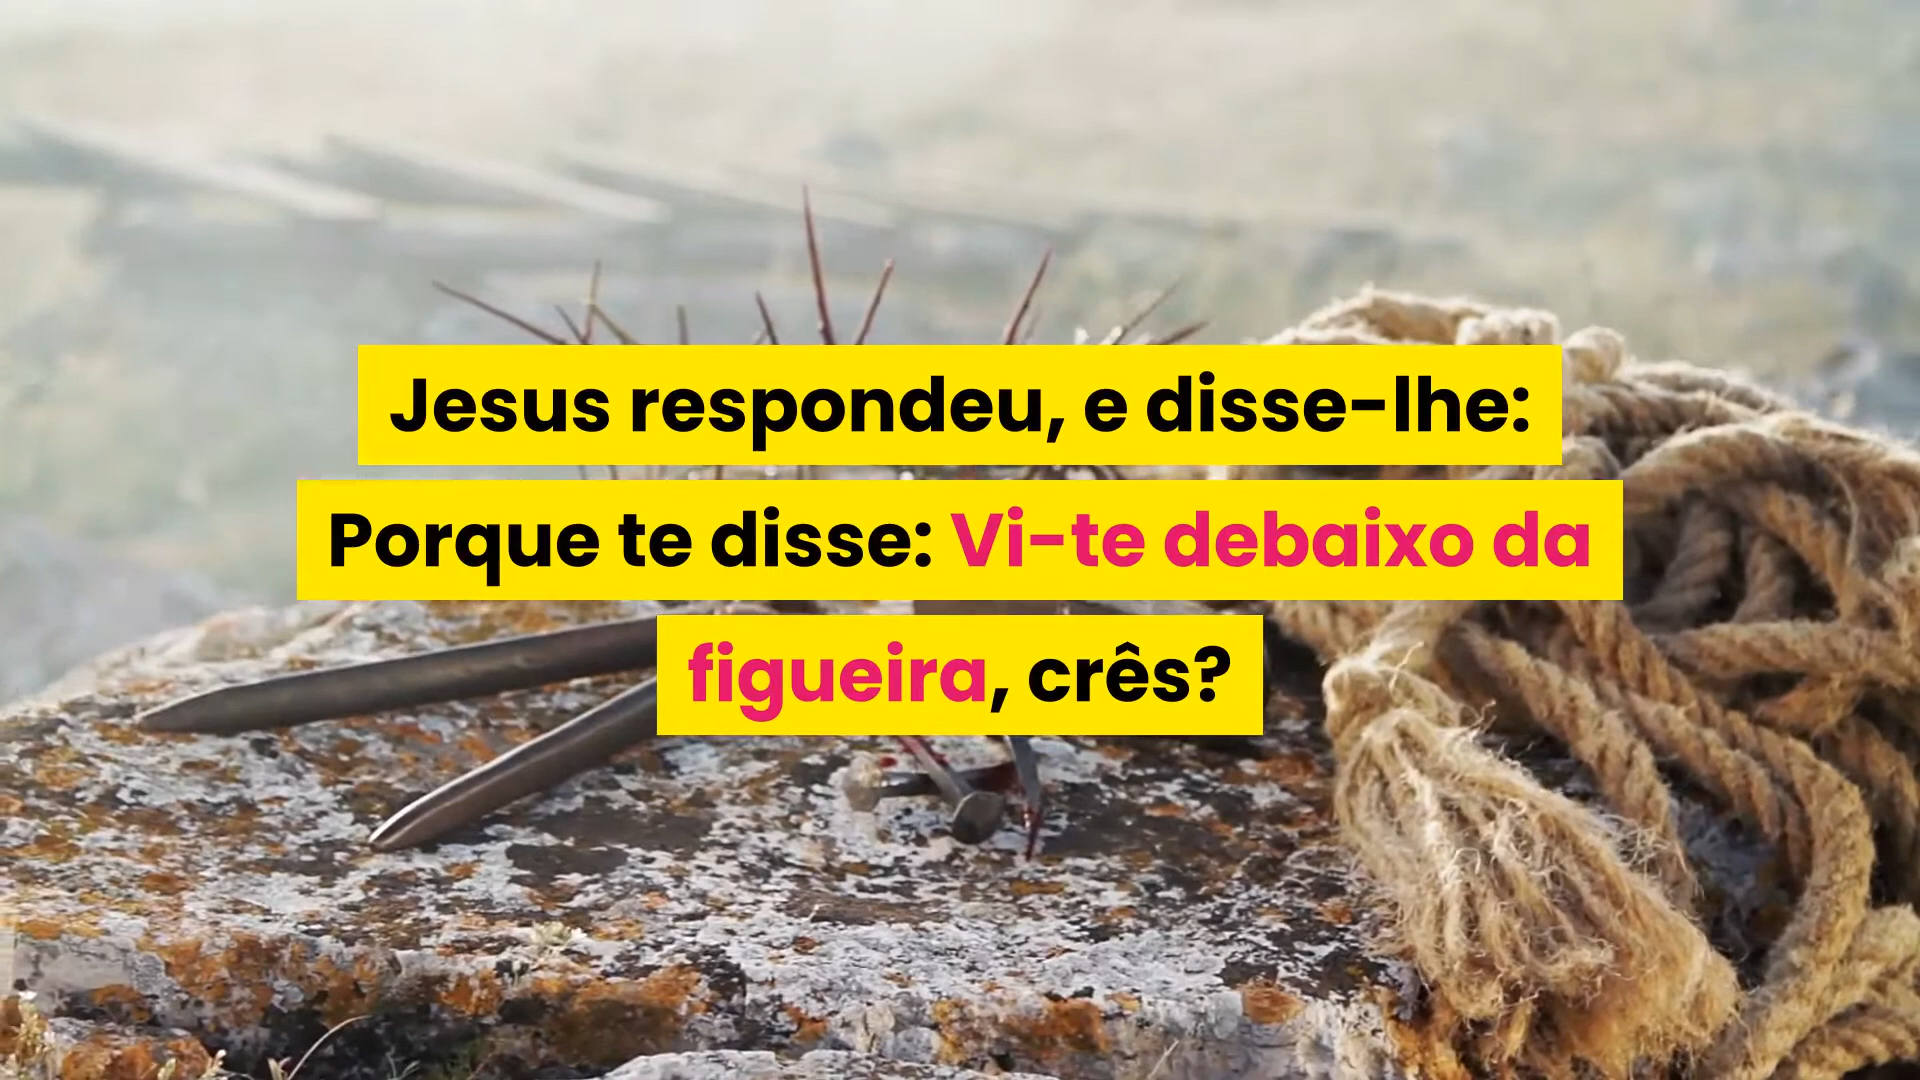 Jesus respondeu, e disse-lhe:
Porque te disse: Vi-te debaixo da
figueira, crês?